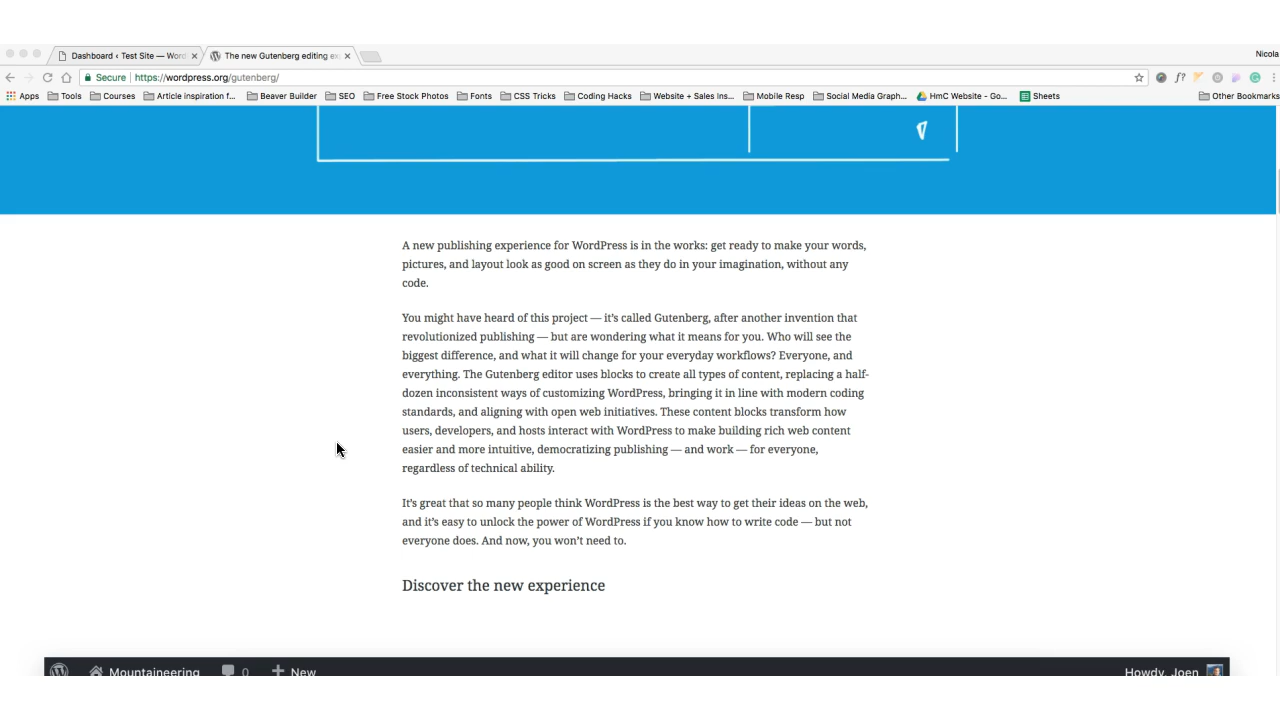 Dashboard ‹ Test Site — Word
The new Gutenberg editing ex
Nicola
Secure
https://wordpress.org/gutenberg/
f?
Apps
Tools
Courses
Article inspiration f...
Beaver Builder
SEO
Free Stock Photos
Fonts
CSS Tricks
Coding Hacks
Website + Sales Ins...
Mobile Resp
Social Media Graph...
HmC Website - Go...
Sheets
Other Bookmarks
A new publishing experience for WordPress is in the works: get ready to make your words,
pictures, and layout look as good on screen as they do in your imagination, without any
code.
You might have heard of this project — it’s called Gutenberg, after another invention that
revolutionized publishing — but are wondering what it means for you. Who will see the
biggest difference, and what it will change for your everyday workflows? Everyone, and
everything. The Gutenberg editor uses blocks to create all types of content, replacing a half-
dozen inconsistent ways of customizing WordPress, bringing it in line with modern coding
standards, and aligning with open web initiatives. These content blocks transform how
users, developers, and hosts interact with WordPress to make building rich web content
easier and more intuitive, democratizing publishing — and work — for everyone,
regardless of technical ability.
It’s great that so many people think WordPress is the best way to get their ideas on the web,
and it’s easy to unlock the power of WordPress if you know how to write code — but not
everyone does. And now, you won’t need to.
Discover the new experience
Mountaineering
0
New
Howdy, Joen